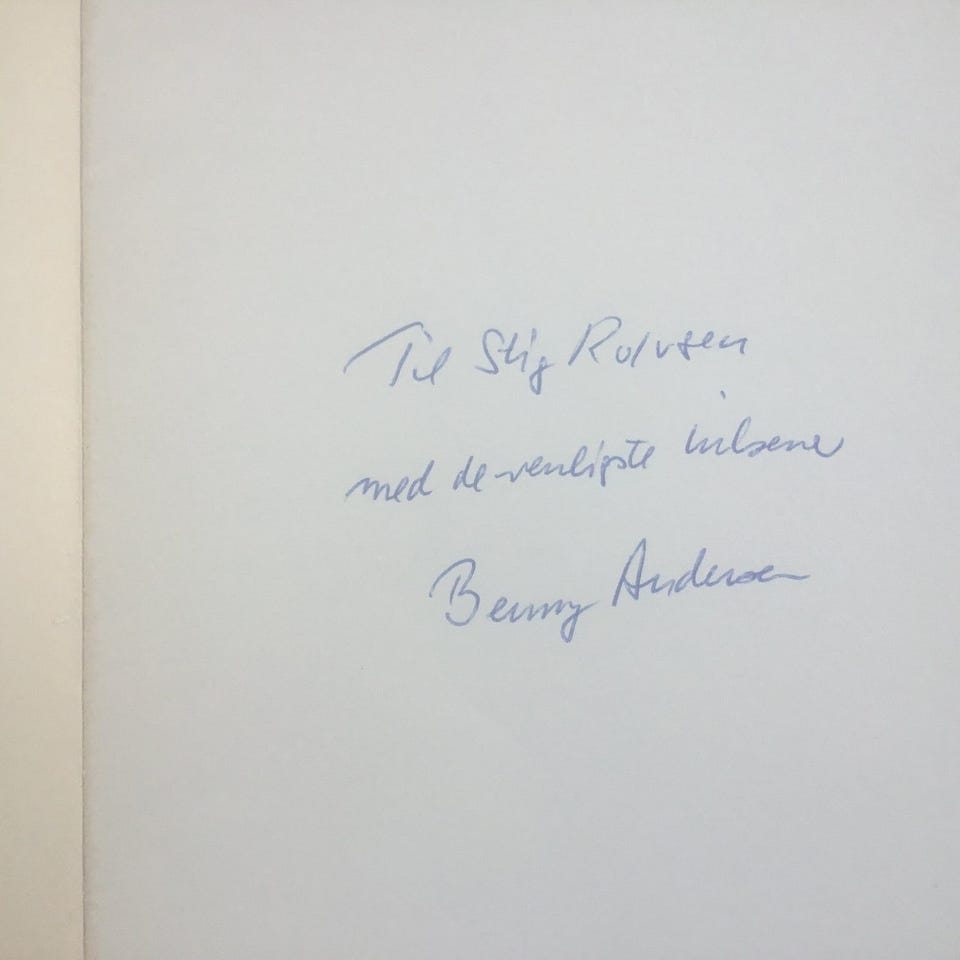 Til Stig Rolvsen
med de venligste hilsener
Benny Andersen